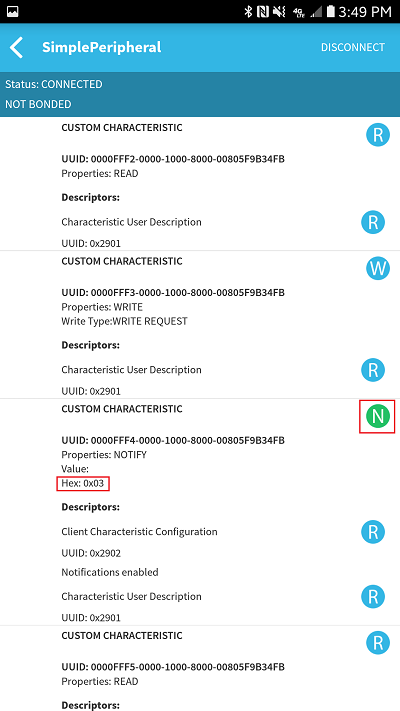 4G
LTE
3:49 PM
SimplePeripheral
DISCONNECT
Status: CONNECTED
NOT BONDED
CUSTOM CHARACTERISTIC
R
UUID: 0000FFF2-0000-1000-8000-00805F9B34FB
Properties: READ
Descriptors:
Characteristic User Description
R
UUID: 0x2901
CUSTOM CHARACTERISTIC
W
UUID: 0000FFF3-0000-1000-8000-00805F9B34FB
Properties: WRITE
Write Type:WRITE REQUEST
Descriptors:
Characteristic User Description
R
UUID: 0x2901
CUSTOM CHARACTERISTIC
N
UUID: 0000FFF4-0000-1000-8000-00805F9B34FB
Properties: NOTIFY
Value:
Hex: 0x03
Descriptors:
Client Characteristic Configuration
R
UUID: 0x2902
Notifications enabled
Characteristic User Description
R
UUID: 0x2901
CUSTOM CHARACTERISTIC
R
UUID: 0000FFF5-0000-1000-8000-00805F9B34FB
Properties: READ
Descriptors: